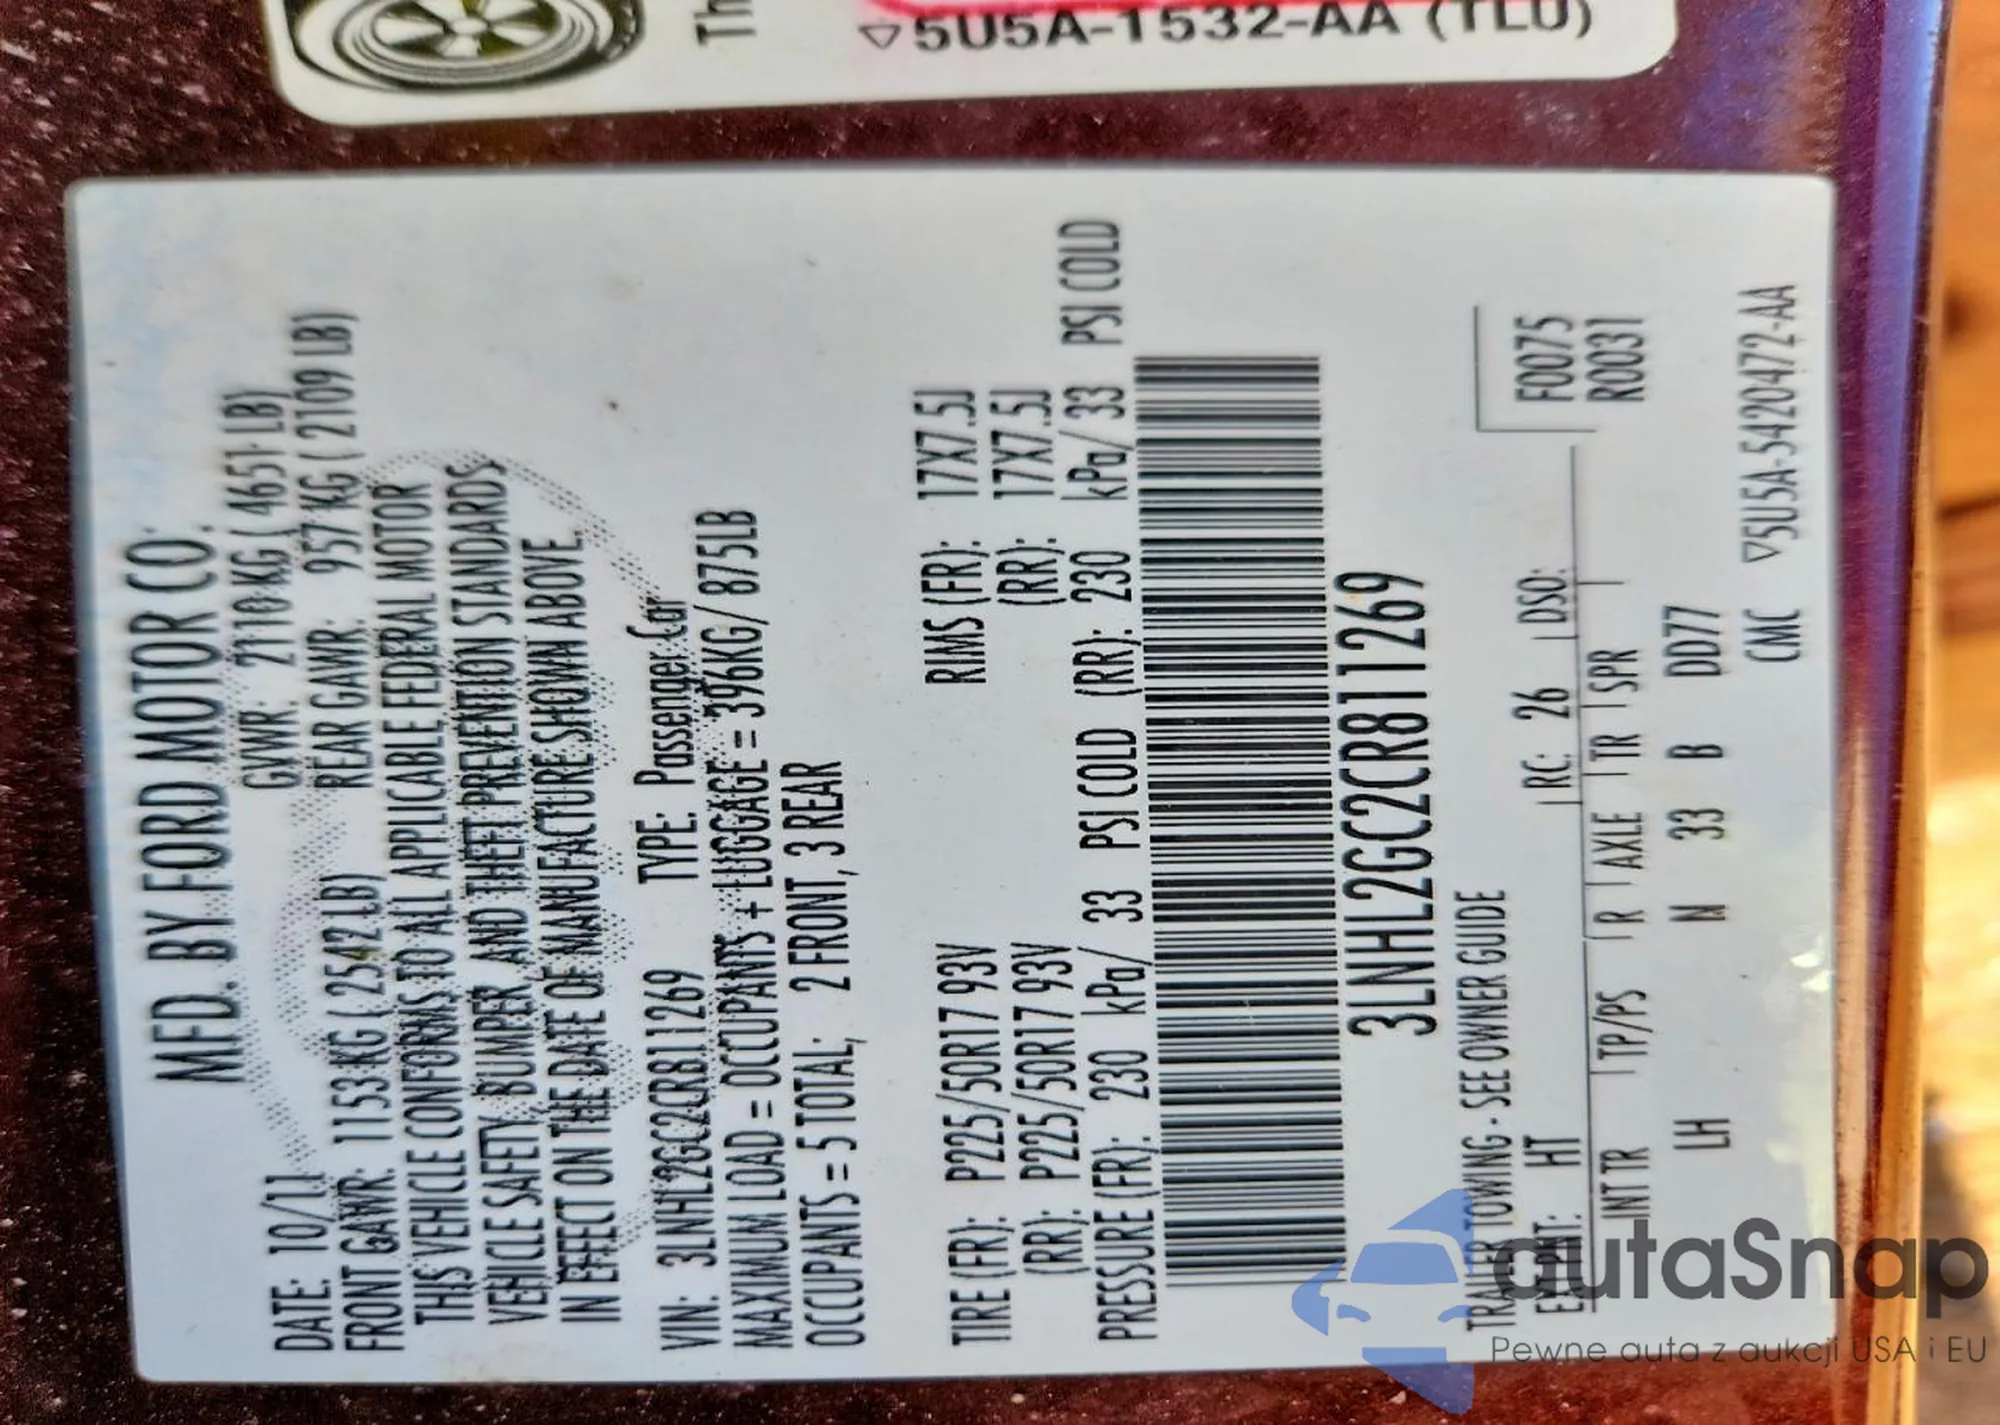 Th
▽5U5A-1532-AA (TLU)
MFD. BY FORD MOTOR CO.
DATE: 10/11 GVWR: 2110 KG ( 4651 LB)
FRONT GAWR: 1153 KG ( 2542 LB) REAR GAWR: 957 KG ( 2109 LB)
THIS VEHICLE CONFORMS TO ALL APPLICABLE FEDERAL MOTOR
VEHICLE SAFETY, BUMPER, AND THEFT PREVENTION STANDARDS
IN EFFECT ON THE DATE OF MANUFACTURE SHOWN ABOVE.
VIN: 3LNHL2GC2CR811269 TYPE: Passenger Car
MAXIMUM LOAD = OCCUPANTS + LUGGAGE = 396KG/ 875LB
OCCUPANTS = 5 TOTAL; 2 FRONT, 3 REAR
TIRE (FR): P225/50R17 93V RIMS (FR): 17X7.5J
(RR): P225/50R17 93V (RR): 17X7.5J
PRESSURE (FR): 230 kPa/ 33 PSI COLD (RR): 230 kPa/ 33 PSI COLD
3LNHL2GC2CR811269
TRAILER TOWING - SEE OWNER GUIDE
EXT PNT: HT RC: 26 DSO: F0075
R0031
INT TR TP/PS R AXLE TR SPR
LH N 33 B DD77
CMC ▽5U5A-5420472-AA
autaSnap
Pewne auta z aukcji USA i EU